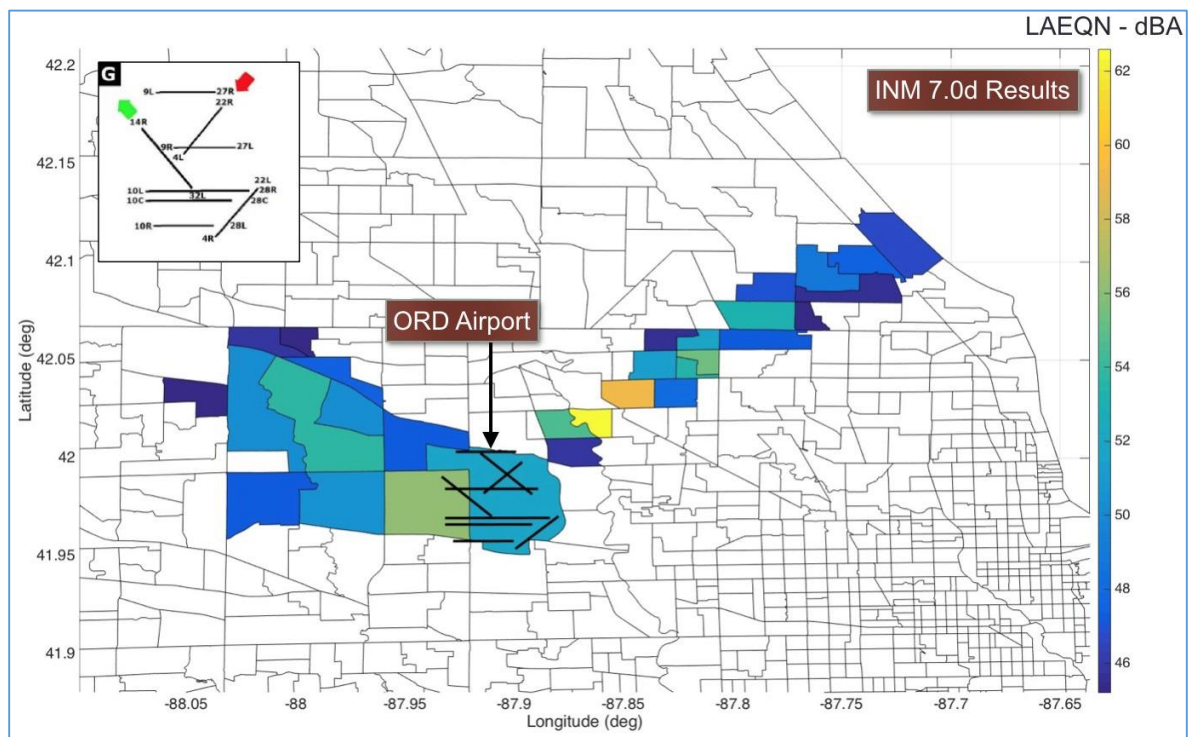 LAEQN - dBA
INM 7.0d Results
G
9L
27R
22R
14R
9R
27L
4L
22L
10L
28R
32L
10C
28C
10R
28L
4R
ORD Airport
42.2
42.15
42.1
42.05
42
41.95
41.9
Latitude (deg)
-88.05
-88
-87.95
-87.9
-87.85
-87.8
-87.75
-87.7
-87.65
Longitude (deg)
62
60
58
56
54
52
50
48
46